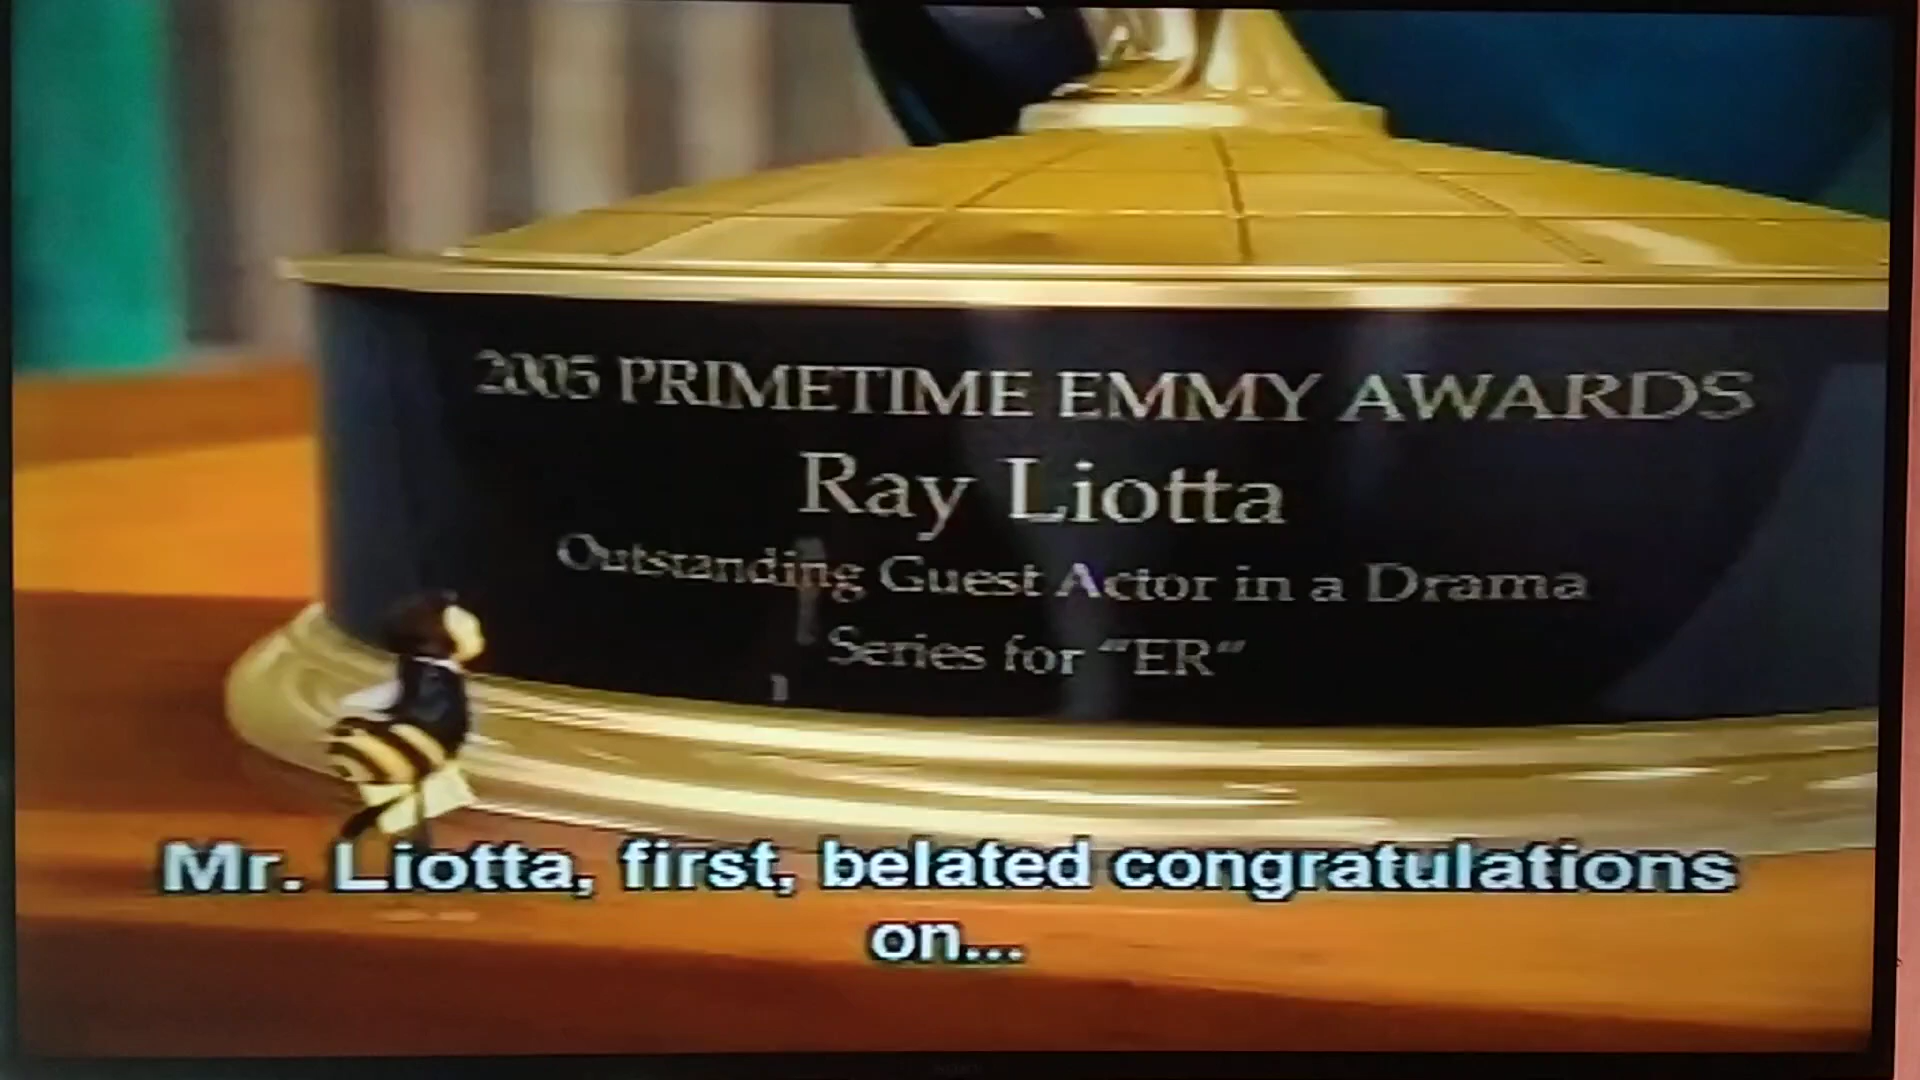 2005 PRIMETIME EMMY AWARDS
Ray Liotta
Outstanding Guest Actor in a Drama
Series for "ER"
Mr. Liotta, first, belated congratulations
on...